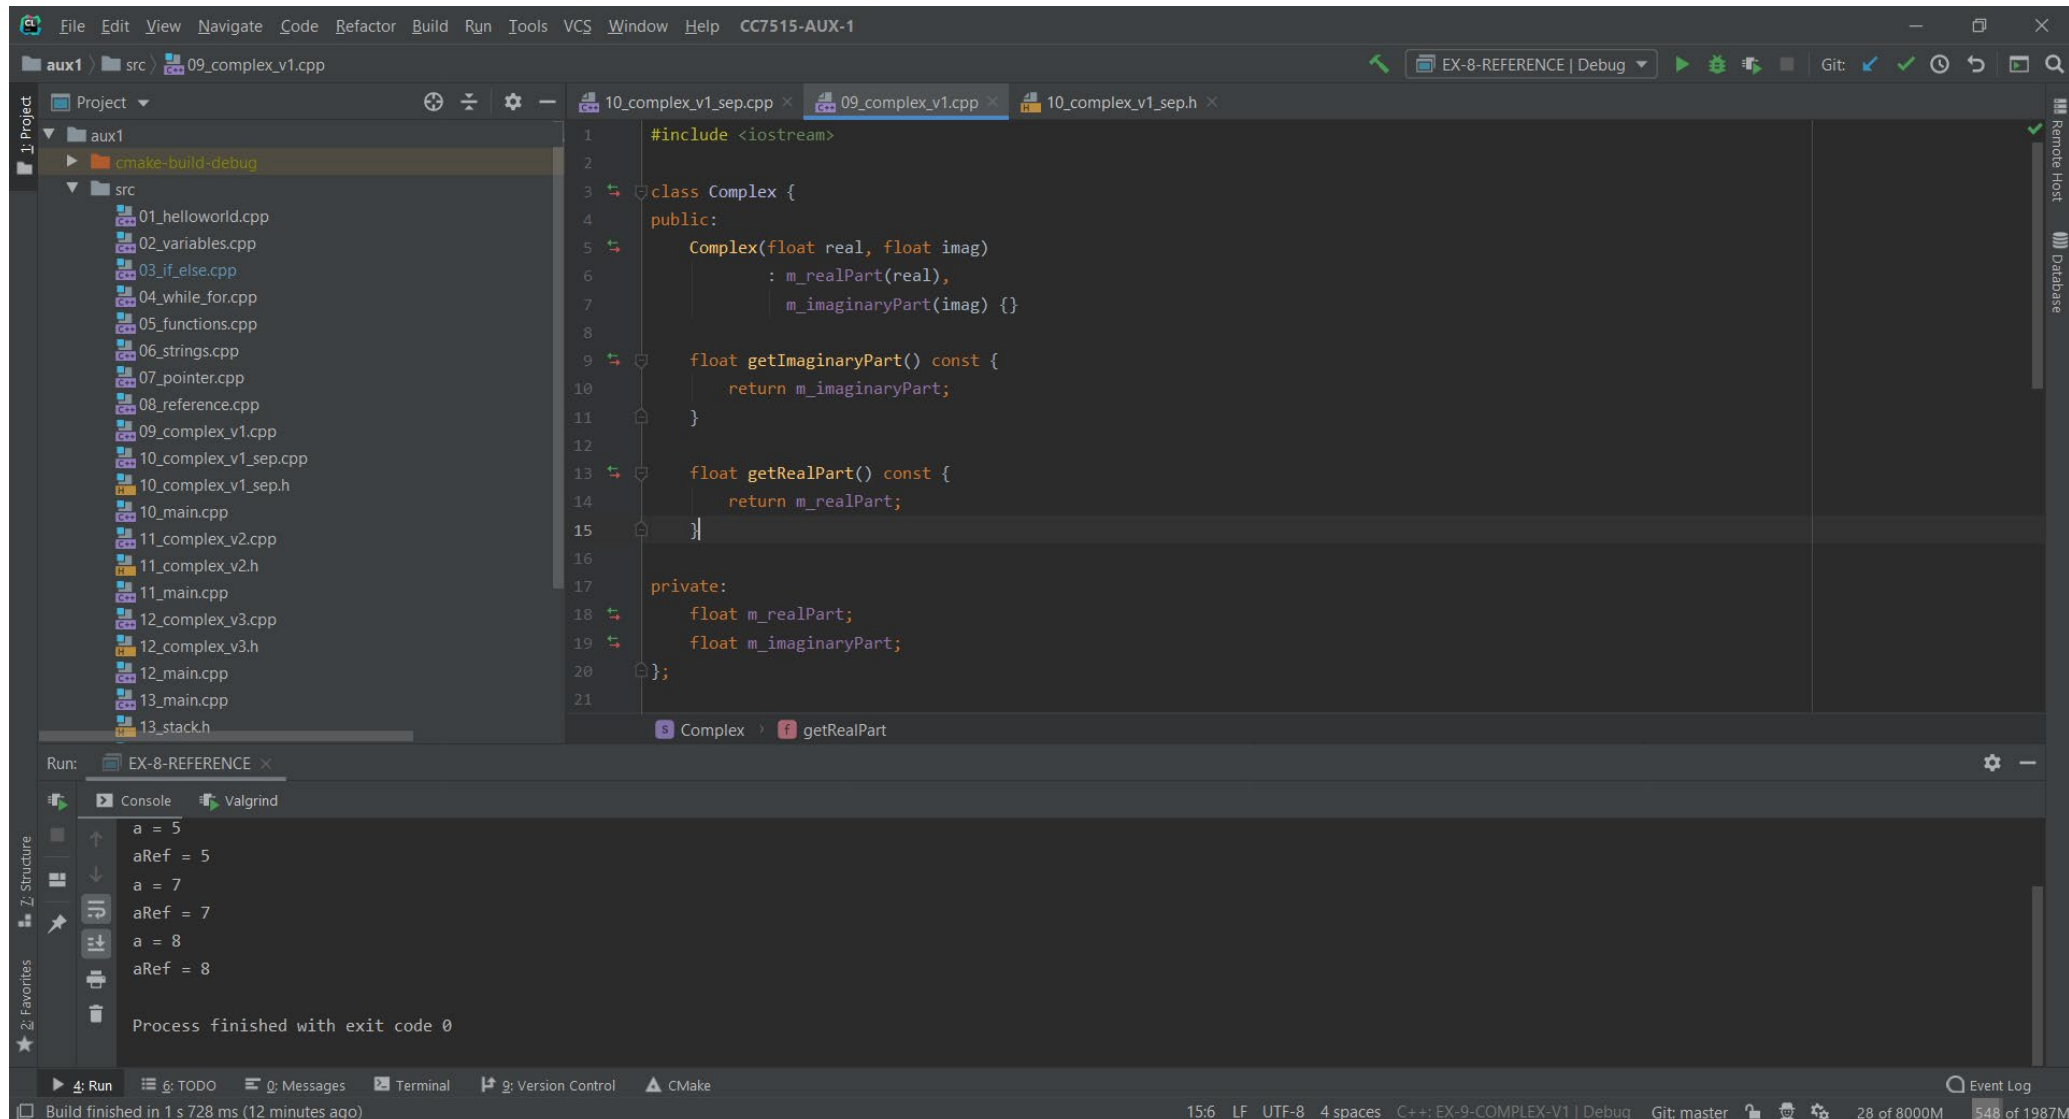 File Edit View Navigate Code Refactor Build Run Tools VCS Window Help CC7515-AUX-1
aux1 src 09_complex_v1.cpp
EX-8-REFERENCE | Debug
Git:
1: Project
Project
aux1
cmake-build-debug
src
01_helloworld.cpp
02_variables.cpp
03_if_else.cpp
04_while_for.cpp
05_functions.cpp
06_strings.cpp
07_pointer.cpp
08_reference.cpp
09_complex_v1.cpp
10_complex_v1_sep.cpp
10_complex_v1_sep.h
10_main.cpp
11_complex_v2.cpp
11_complex_v2.h
11_main.cpp
12_complex_v3.cpp
12_complex_v3.h
12_main.cpp
13_main.cpp
13_stack.h
10_complex_v1_sep.cpp 09_complex_v1.cpp 10_complex_v1_sep.h
1 #include <iostream>
2
3 class Complex {
4 public:
5 Complex(float real, float imag)
6 : m_realPart(real),
7 m_imaginaryPart(imag) {}
8
9 float getImaginaryPart() const {
10 return m_imaginaryPart;
11 }
12
13 float getRealPart() const {
14 return m_realPart;
15 }
16
17 private:
18 float m_realPart;
19 float m_imaginaryPart;
20 };
21
S Complex f getRealPart
Remote Host
Database
Run: EX-8-REFERENCE
Console Valgrind
a = 5
aRef = 5
a = 7
aRef = 7
a = 8
aRef = 8
Process finished with exit code 0
Z: Structure
2: Favorites
4: Run 6: TODO 0: Messages Terminal 9: Version Control CMake Event Log
Build finished in 1 s 728 ms (12 minutes ago) 15:6 LF UTF-8 4 spaces C++: EX-9-COMPLEX-V1 | Debug Git: master 28 of 8000M 548 of 1987M